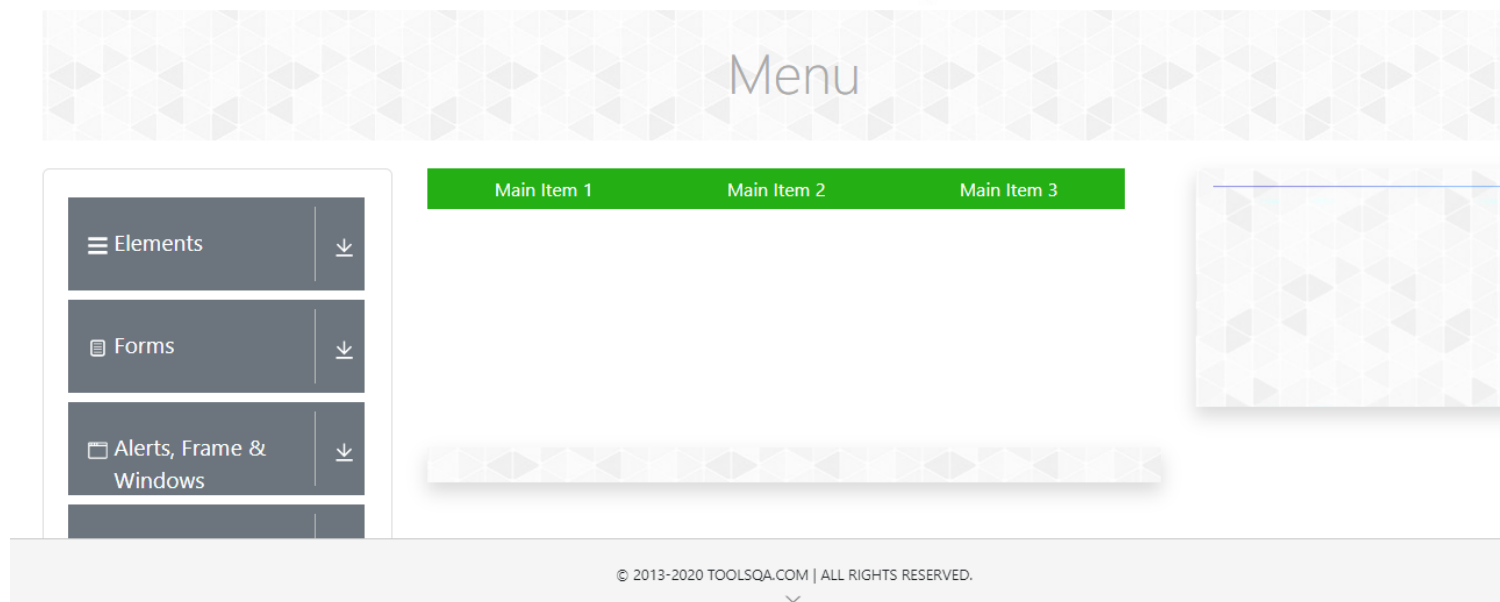 Menu
Main Item 1 Main Item 2 Main Item 3
Elements
Forms
Alerts, Frame &
Windows
© 2013-2020 TOOLSQA.COM | ALL RIGHTS RESERVED.